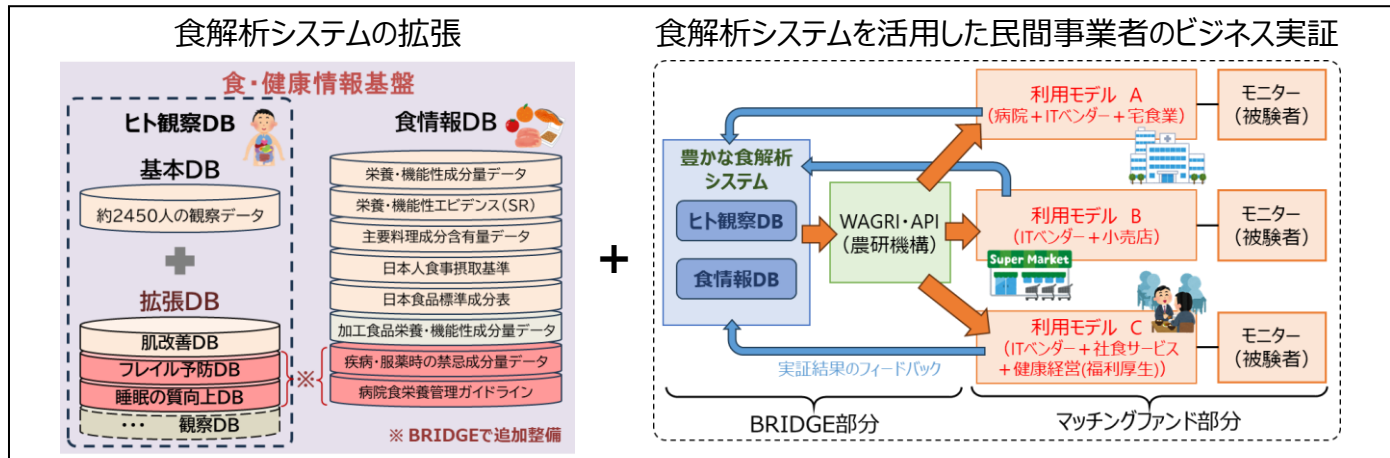 食解析システムの拡張
食・健康情報基盤
ヒト観察DB
基本DB
約2450人の観察データ
拡張DB
肌改善DB
フレイル予防DB
睡眠の質向上DB
… 観察DB
※
食情報DB
栄養・機能性成分量データ
栄養・機能性エビデンス(SR)
主要料理成分含有量データ
日本人食事摂取基準
日本食品標準成分表
加工食品栄養・機能性成分量データ
疾病・服薬時の禁忌成分量データ
病院食栄養管理ガイドライン
※ BRIDGEで追加整備
+
食解析システムを活用した民間事業者のビジネス実証
豊かな食解析
システム
ヒト観察DB
食情報DB
WAGRI・API
(農研機構)
利用モデル A
(病院+ITベンダー+宅食業)
モニター
(被験者)
利用モデル B
(ITベンダー+小売店)
モニター
(被験者)
Super Market
利用モデル C
(ITベンダー+社食サービス
+健康経営(福利厚生))
モニター
(被験者)
実証結果のフィードバック
BRIDGE部分
マッチングファンド部分